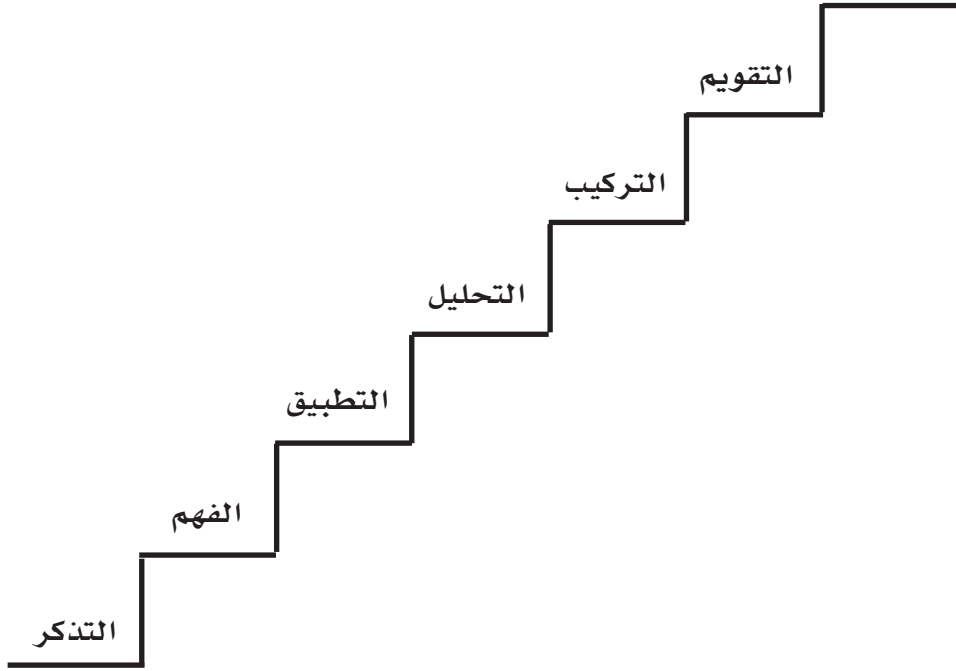 التقويم
التركيب
التحليل
التطبيق
الفهم
التذكر